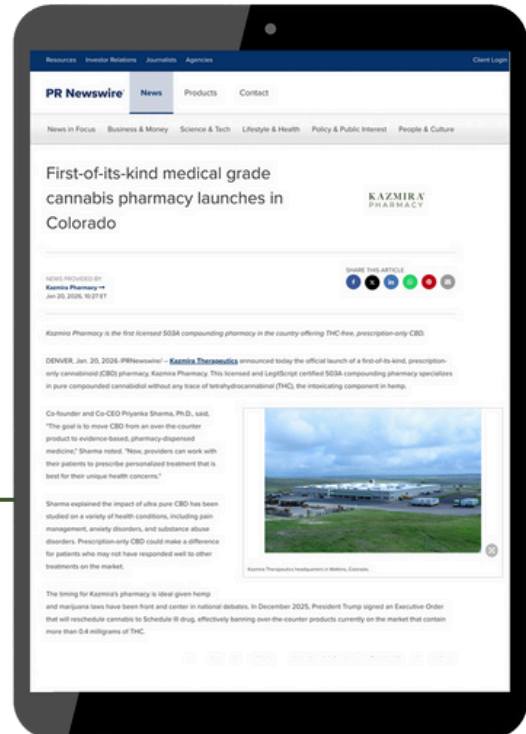 Resources Investor Relations Journalists Agencies Client Login
PR Newswire News Products Contact
News in Focus Business & Money Science & Tech Lifestyle & Health Policy & Public Interest People & Culture
First-of-its-kind medical grade
cannabis pharmacy launches in
Colorado
KAZMIRA
PHARMACY
NEWS PROVIDED BY
Kazmira Pharmacy →
Jan 20, 2026, 10:27 ET
SHARE THIS ARTICLE
Kazmira Pharmacy is the first licensed 503A compounding pharmacy in the country offering THC-free, prescription-only CBD.
DENVER, Jan. 20, 2026 /PRNewswire/ – Kazmira Therapeutics announced today the official launch of a first-of-its-kind, prescription-
only cannabinoid (CBD) pharmacy, Kazmira Pharmacy. This licensed and LegitScript certified 503A compounding pharmacy specializes
in pure compounded cannabidiol without any trace of tetrahydrocannabinol (THC), the intoxicating component in hemp.
Co-founder and Co-CEO Priyanka Sharma, Ph.D., said,
"The goal is to move CBD from an over-the-counter
product to evidence-based, pharmacy-dispensed
medicine," Sharma noted. "Now, providers can work with
their patients to prescribe personalized treatment that is
best for their unique health concerns."
Sharma explained the impact of ultra pure CBD has been
studied on a variety of health conditions, including pain
management, anxiety disorders, and substance abuse
disorders. Prescription-only CBD could make a difference
for patients who may not have responded well to other
treatments on the market.
Kazmira Therapeutics headquarters in Watkins, Colorado.
The timing for Kazmira's pharmacy is ideal given hemp
and marijuana laws have been front and center in national debates. In December 2025, President Trump signed an Executive Order
that will reschedule cannabis to Schedule III drug, effectively banning over-the-counter products currently on the market that contain
more than 0.4 miligrams of THC.